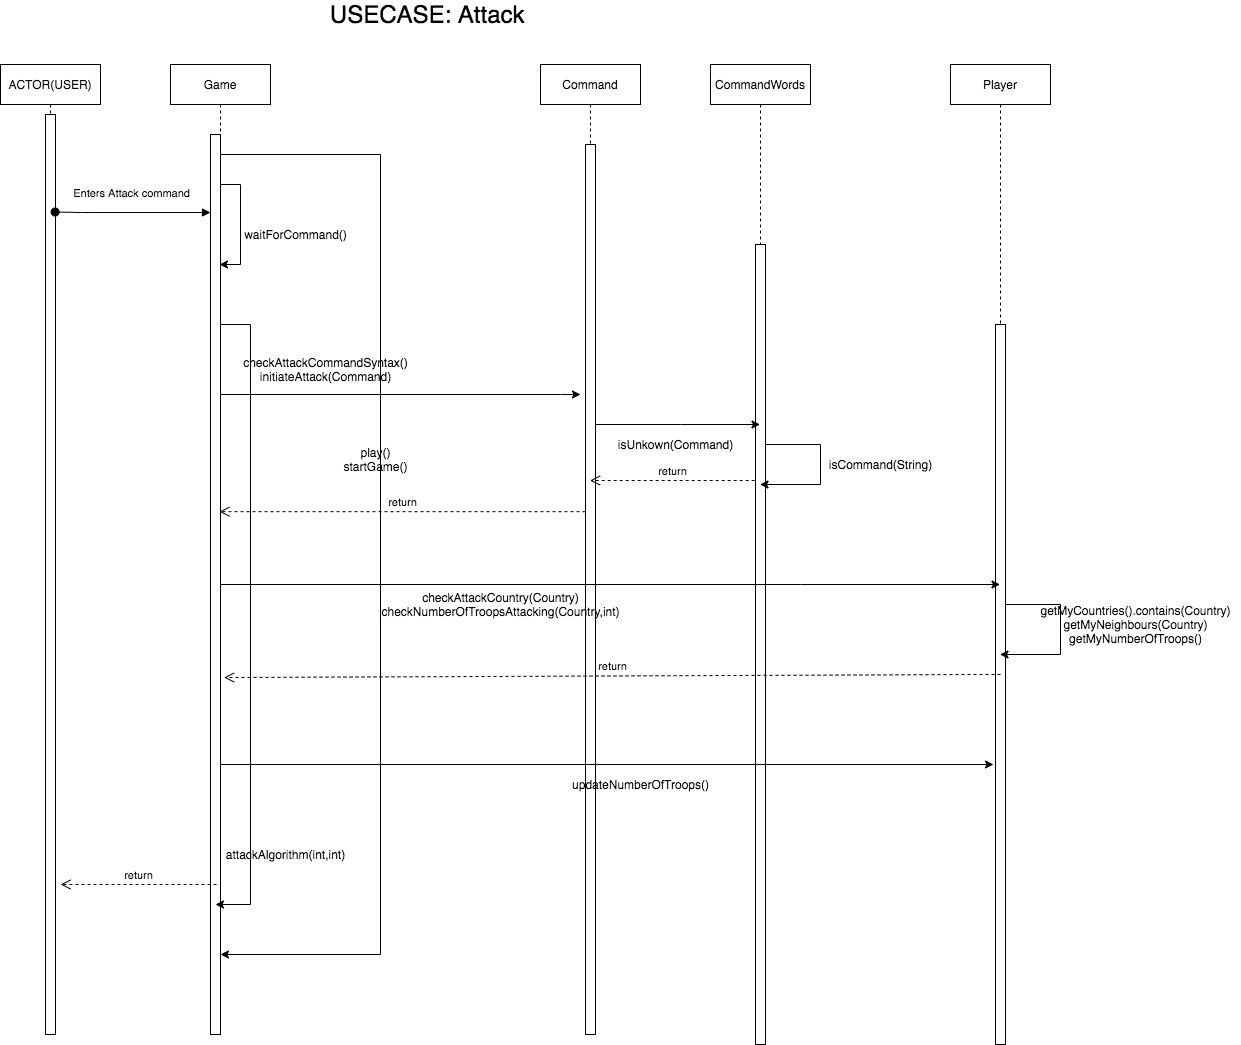 USECASE: Attack
ACTOR(USER)
Game
Command
CommandWords
Player
Enters Attack command
waitForCommand()
checkAttackCommandSyntax()
initiateAttack(Command)
isUnkown(Command)
play()
startGame()
isCommand(String)
return
return
checkAttackCountry(Country)
checkNumberOfTroopsAttacking(Country,int)
getMyCountries().contains(Country)
getMyNeighbours(Country)
getMyNumberOfTroops()
return
updateNumberOfTroops()
attackAlgorithm(int,int)
return